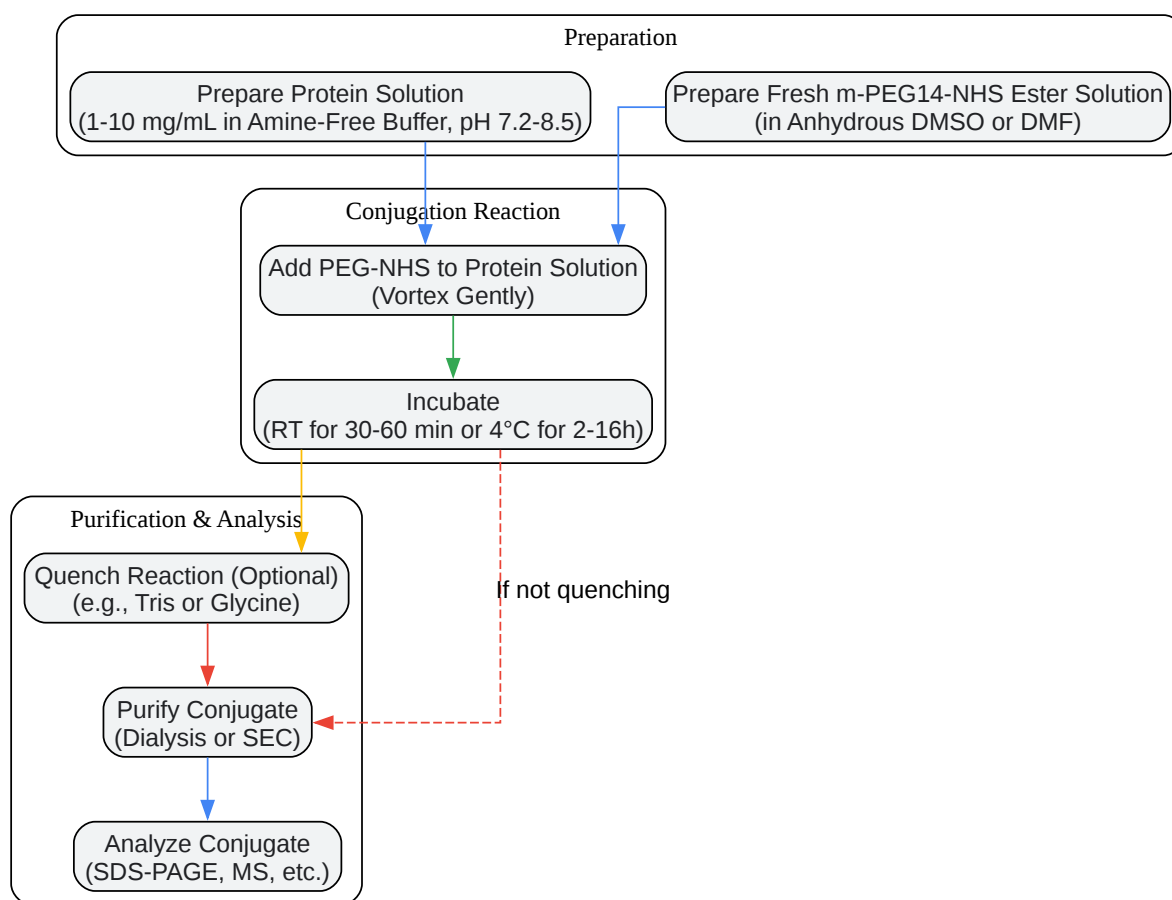 Preparation
Prepare Protein Solution
(1-10 mg/mL in Amine-Free Buffer, pH 7.2-8.5)
Prepare Fresh m-PEG14-NHS Ester Solution
(in Anhydrous DMSO or DMF)
Conjugation Reaction
Add PEG-NHS to Protein Solution
(Vortex Gently)
Incubate
(RT for 30-60 min or 4°C for 2-16h)
Purification & Analysis
Quench Reaction (Optional)
(e.g., Tris or Glycine)
If not quenching
Purify Conjugate
(Dialysis or SEC)
Analyze Conjugate
(SDS-PAGE, MS, etc.)